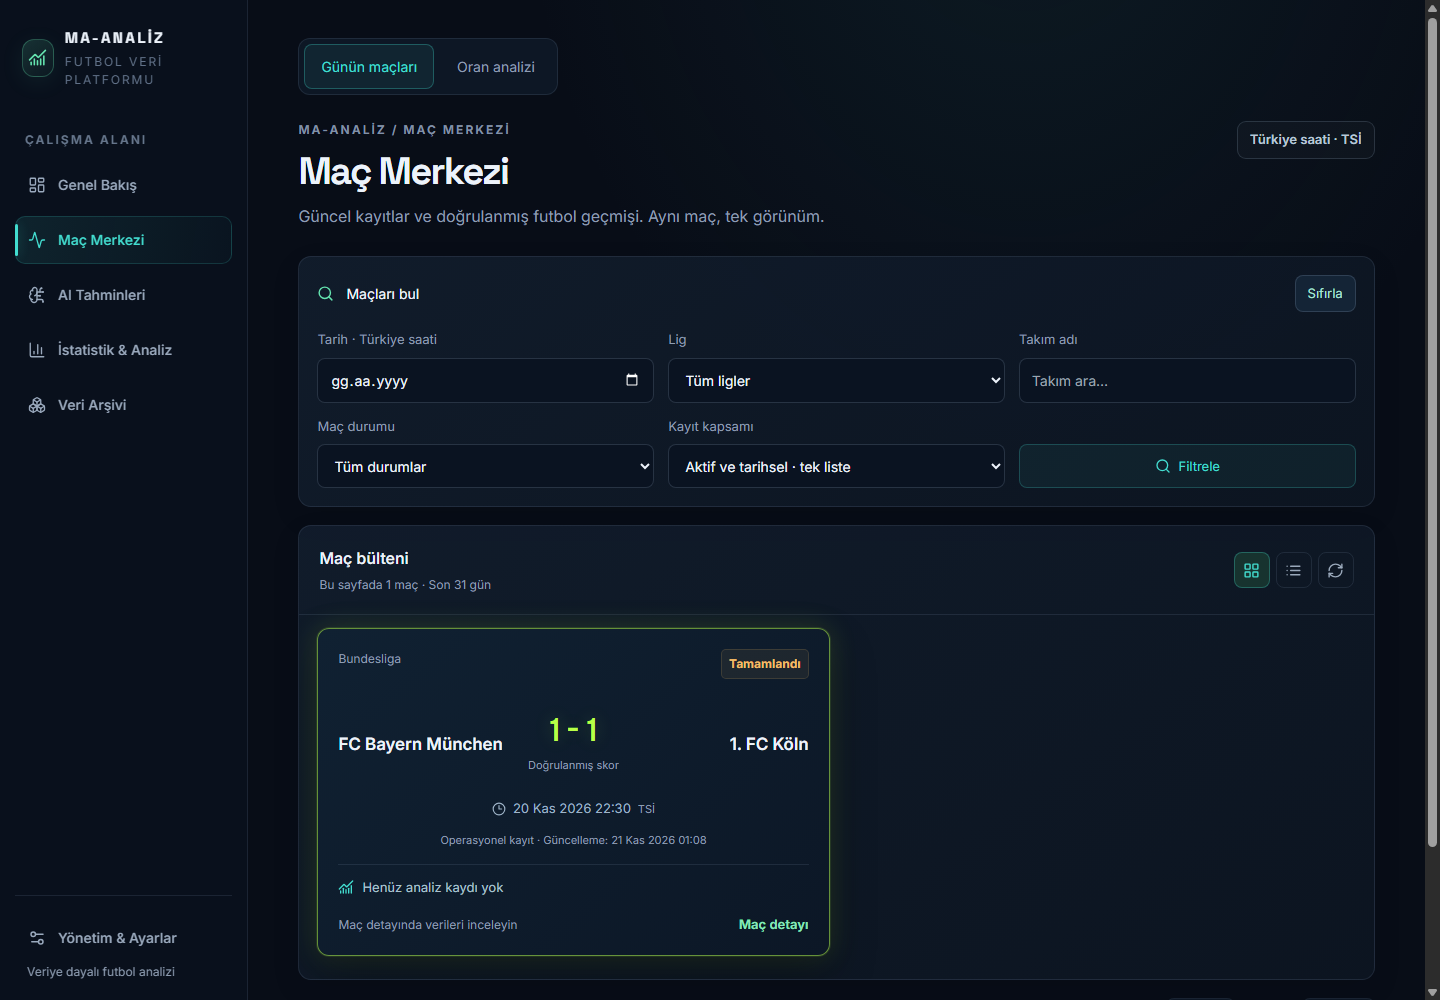 MA-ANALİZ
FUTBOL VERİ
PLATFORMU
ÇALIŞMA ALANI
Genel Bakış
Maç Merkezi
AI Tahminleri
İstatistik & Analiz
Veri Arşivi
Yönetim & Ayarlar
Veriye dayalı futbol analizi
Günün maçları
Oran analizi
MA-ANALİZ / MAÇ MERKEZİ
Türkiye saati · TSİ
Maç Merkezi
Güncel kayıtlar ve doğrulanmış futbol geçmişi. Aynı maç, tek görünüm.
Maçları bul
Sıfırla
Tarih · Türkiye saati
Lig
Takım adı
gg.aa.yyyy
Tüm ligler
Takım ara...
Maç durumu
Kayıt kapsamı
Tüm durumlar
Aktif ve tarihsel · tek liste
Filtrele
Maç bülteni
Bu sayfada 1 maç · Son 31 gün
Bundesliga
Tamamlandı
FC Bayern München
1 - 1
1. FC Köln
Doğrulanmış skor
20 Kas 2026 22:30 TSİ
Operasyonel kayıt · Güncelleme: 21 Kas 2026 01:08
Henüz analiz kaydı yok
Maç detayında verileri inceleyin
Maç detayı